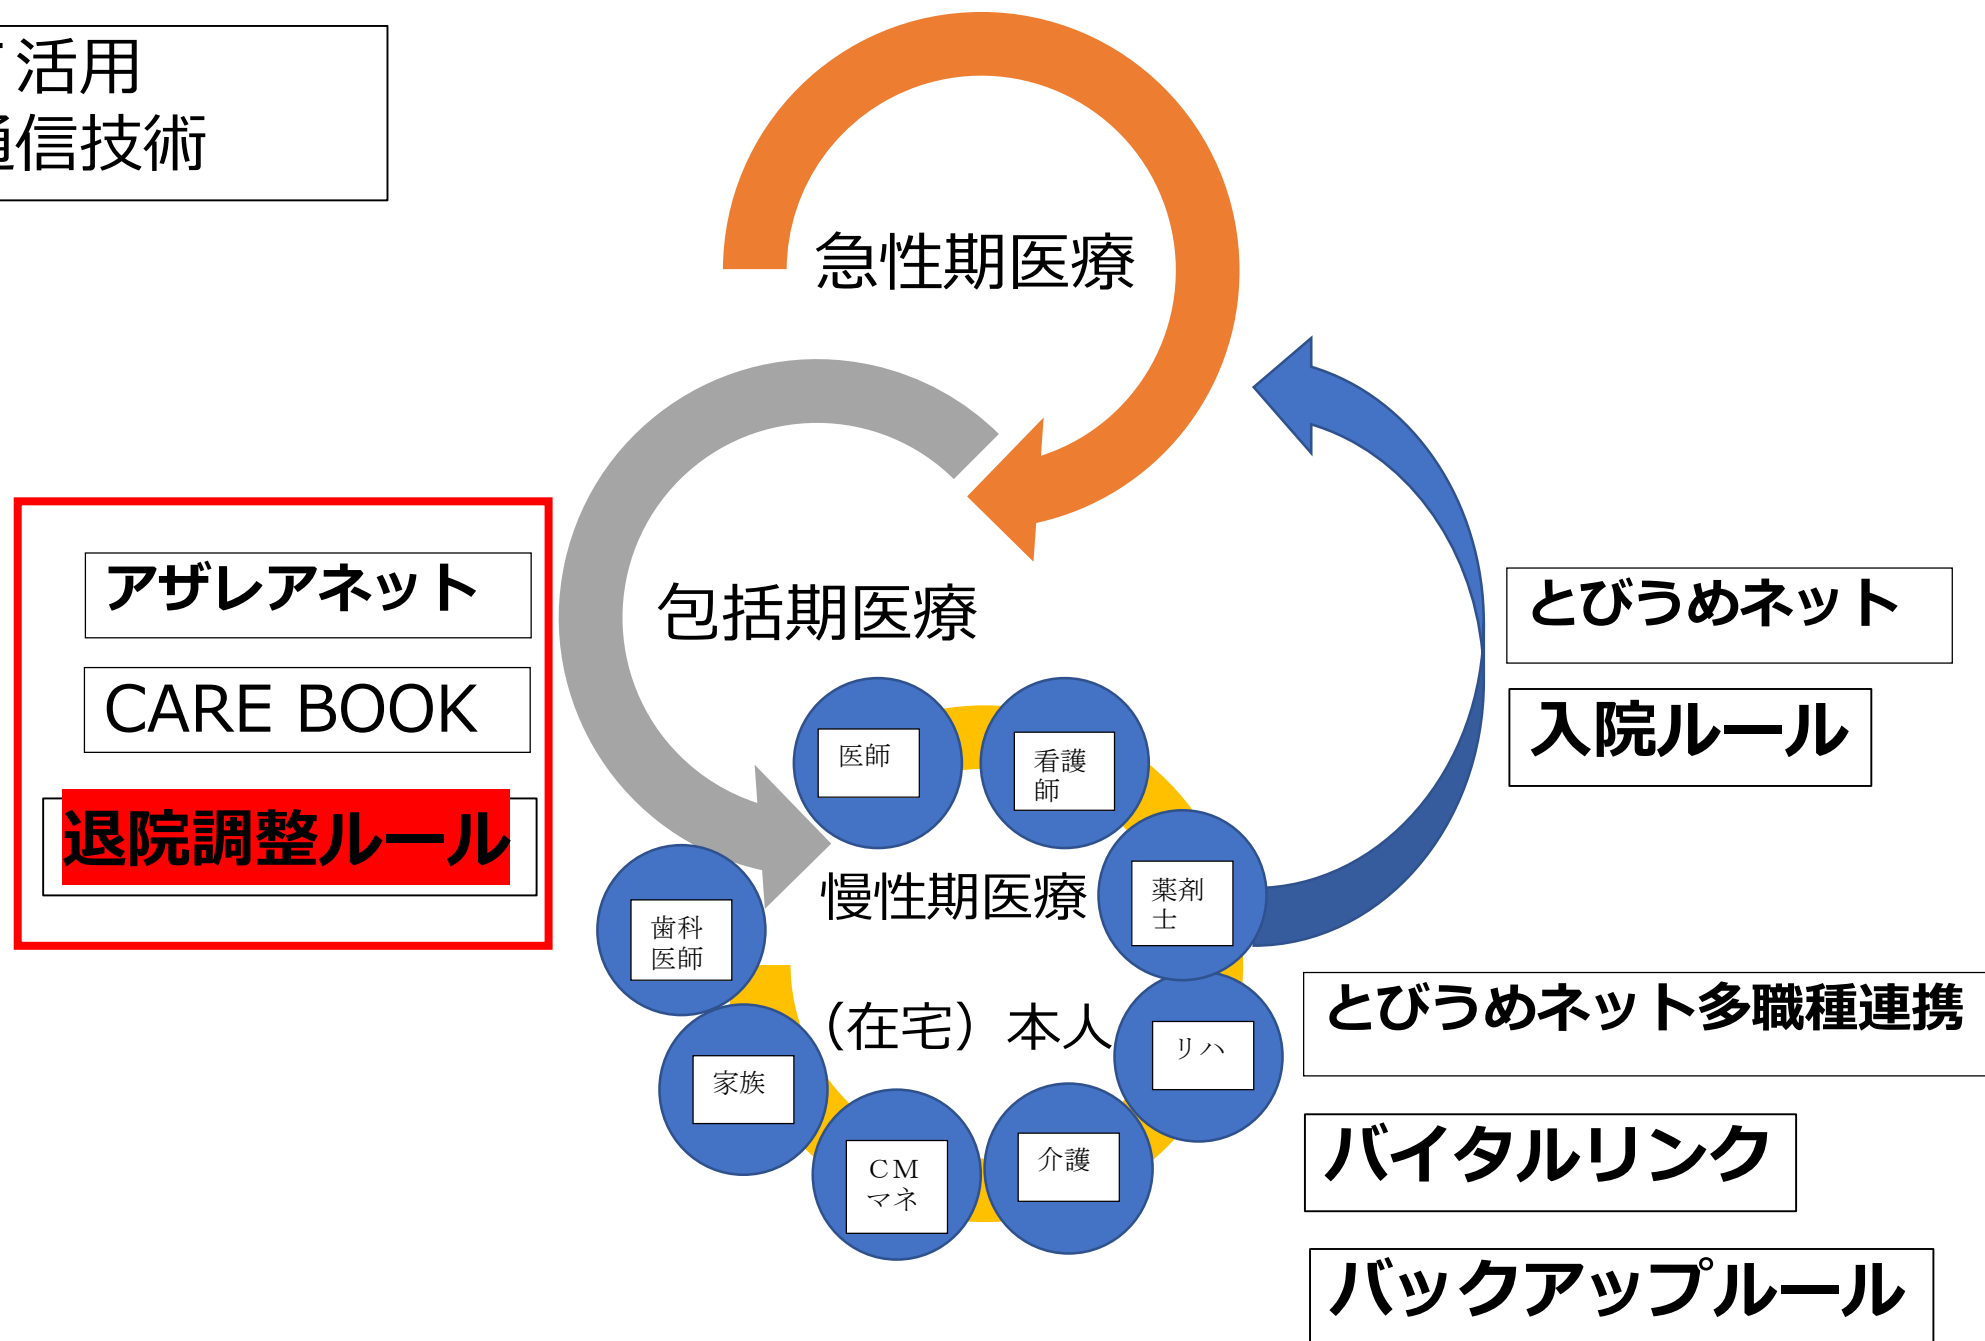 活用
通信技術
急性期医療
包括期医療
アザレアネット
CARE BOOK
退院調整ルール
とびうめネット
入院ルール
医師
看護
師
薬剤
士
慢性期医療
歯科
医師
(在宅)本人
リハ
家族
CM
マネ
介護
とびうめネット多職種連携
バイタルリンク
バックアップルール